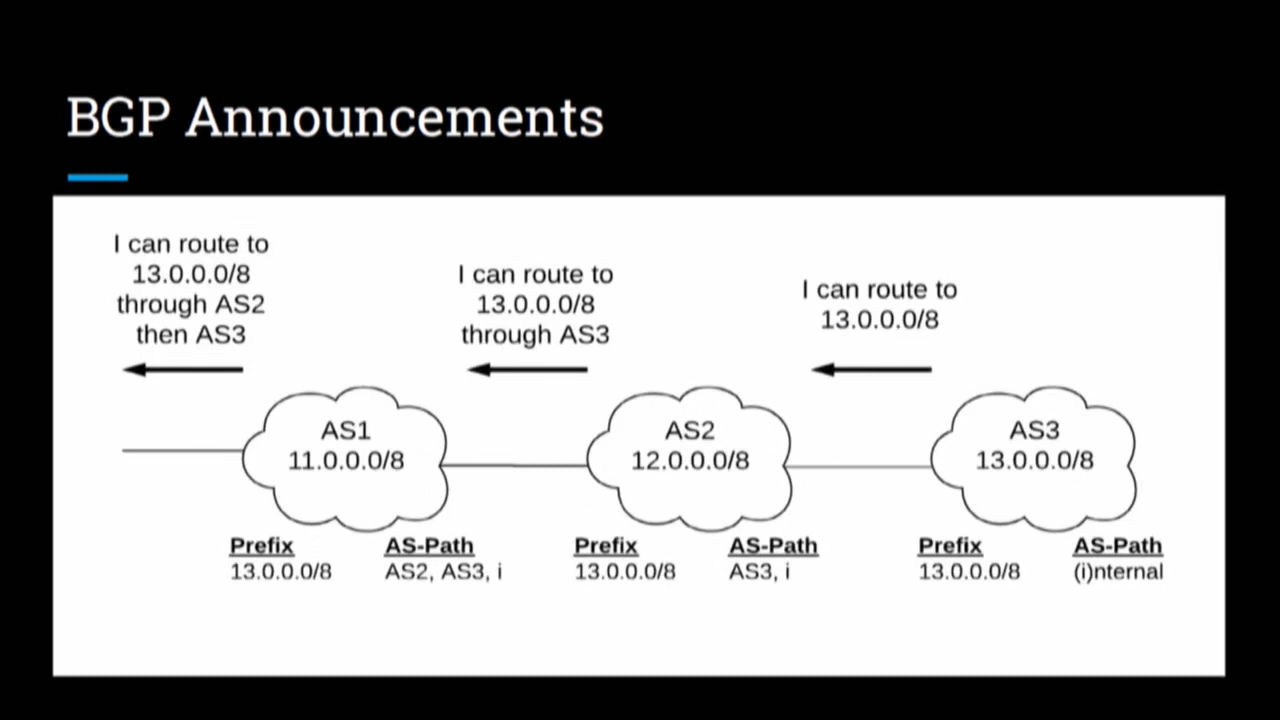 BGP Announcements
I can route to
13.0.0.0/8
through AS2
then AS3
I can route to
13.0.0.0/8
through AS3
I can route to
13.0.0.0/8
AS1
11.0.0.0/8
AS2
12.0.0.0/8
AS3
13.0.0.0/8
Prefix AS-Path
13.0.0.0/8 AS2, AS3, i
Prefix AS-Path
13.0.0.0/8 AS3, i
Prefix AS-Path
13.0.0.0/8 (i)nternal